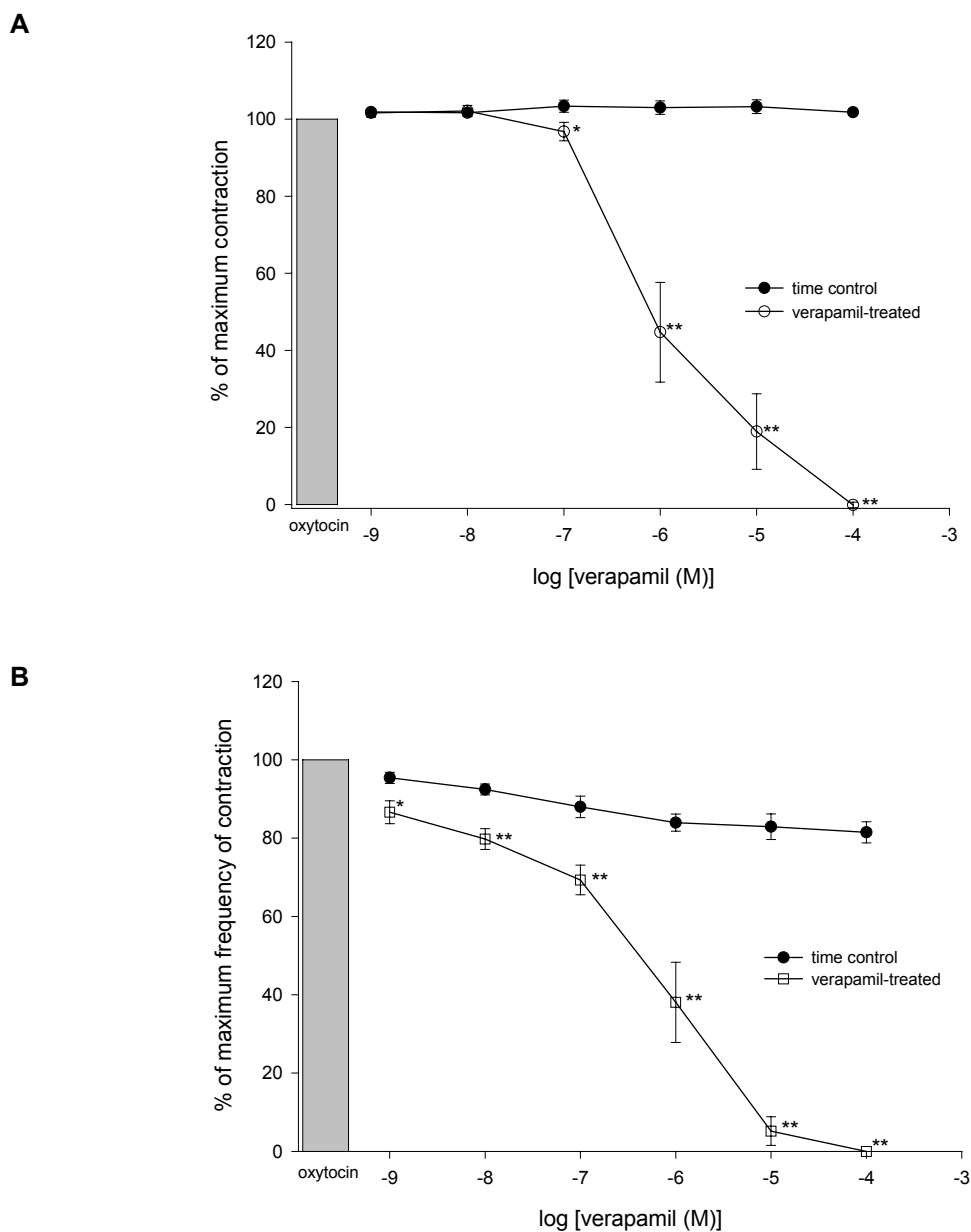 A
120
100
80
60
40
20
0
% of maximum contraction
*
**
**
**
time control
verapamil-treated
oxytocin
-9 -8 -7 -6 -5 -4 -3
log [verapamil (M)]
B
120
100
80
60
40
20
0
% of maximum frequency of contraction
*
**
**
**
**
**
time control
verapamil-treated
oxytocin
-9 -8 -7 -6 -5 -4 -3
log [verapamil (M)]